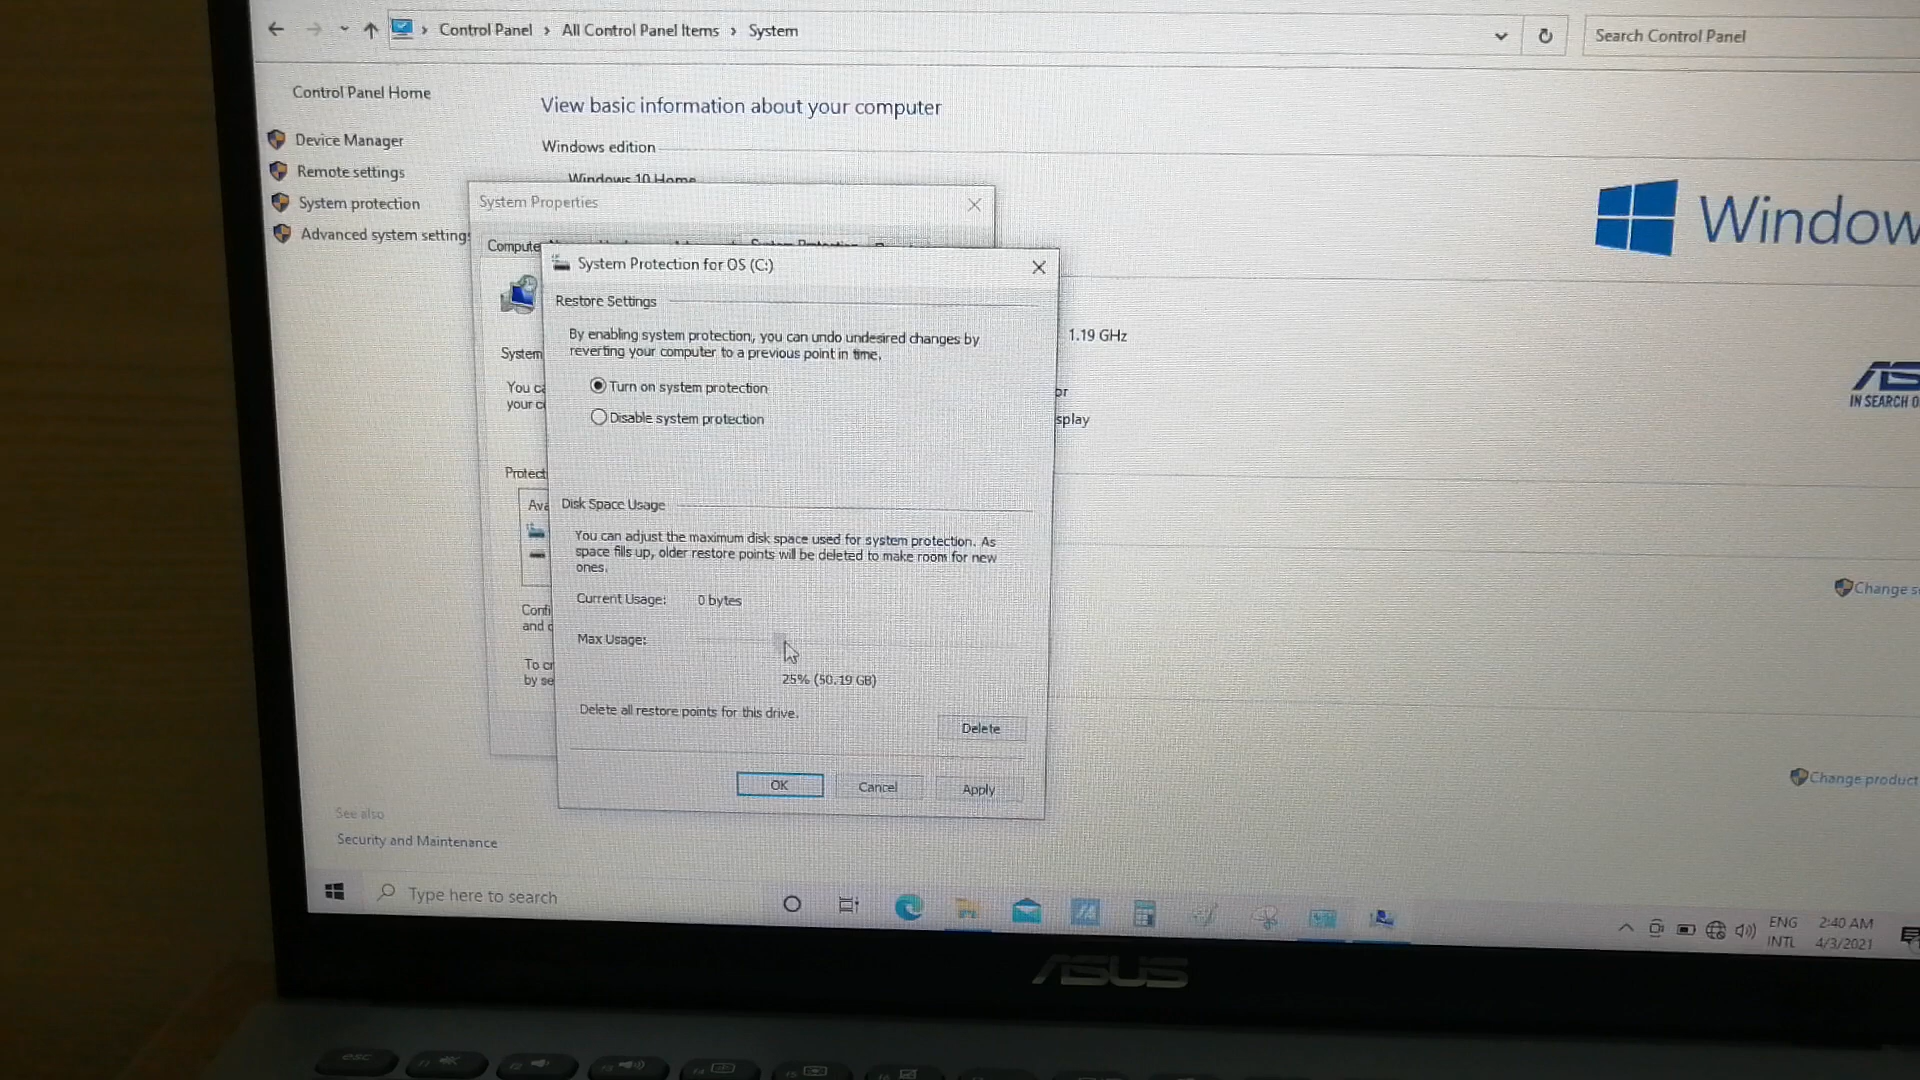 Control Panel › All Control Panel Items › System
Search Control Panel
Control Panel Home
Device Manager
Remote settings
System protection
Advanced system setting
View basic information about your computer
Windows edition
Windows 10 Home
Window
System Properties
Compute
System Protection
System Protection for OS (C:)
Restore Settings
By enabling system protection, you can undo undesired changes by
reverting your computer to a previous point in time.
Turn on system protection
Disable system protection
System
You ca
your c
Protect
Ava
Confi
and
To cr
by se
Disk Space Usage
You can adjust the maximum disk space used for system protection. As
space fills up, older restore points will be deleted to make room for new
ones.
Current Usage: 0 bytes
Max Usage:
25% (50.19 GB)
Delete all restore points for this drive.
Delete
OK
Cancel
Apply
1.19 GHz
or
splay
IN SEARCH O
Change s
Change product
See also
Security and Maintenance
Type here to search
ENG
INTL
2:40 AM
4/3/2021
ASUS
esc